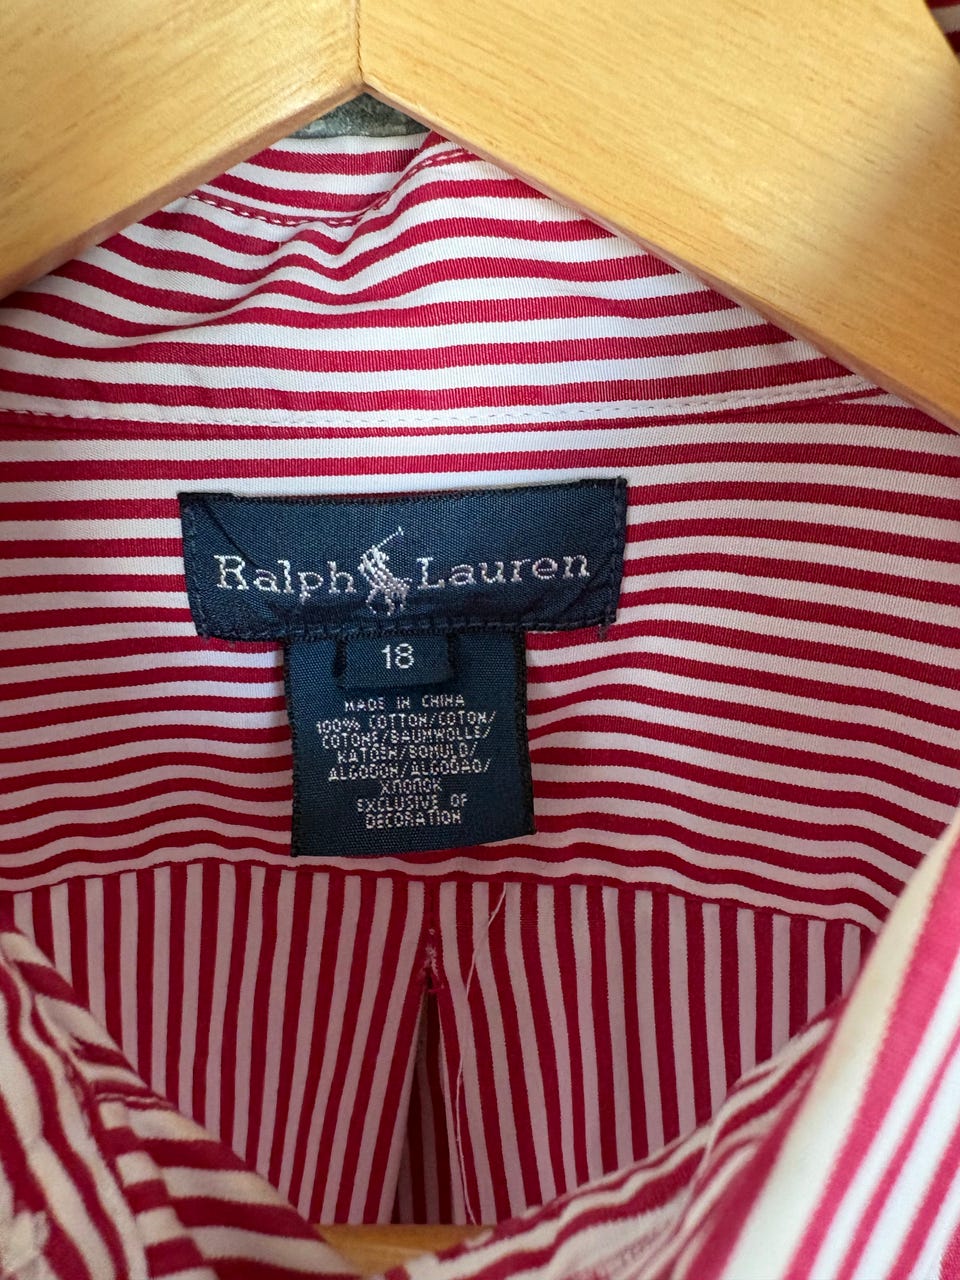 Ralph Lauren
18
MADE IN CHINA
100% COTTON/COTON/
COTONE/BAUMWOLLE/
KATOEN/BOMULD/
ALGODON/ALGODÃO/
ХЛОПОК
EXCLUSIVE OF
DECORATION